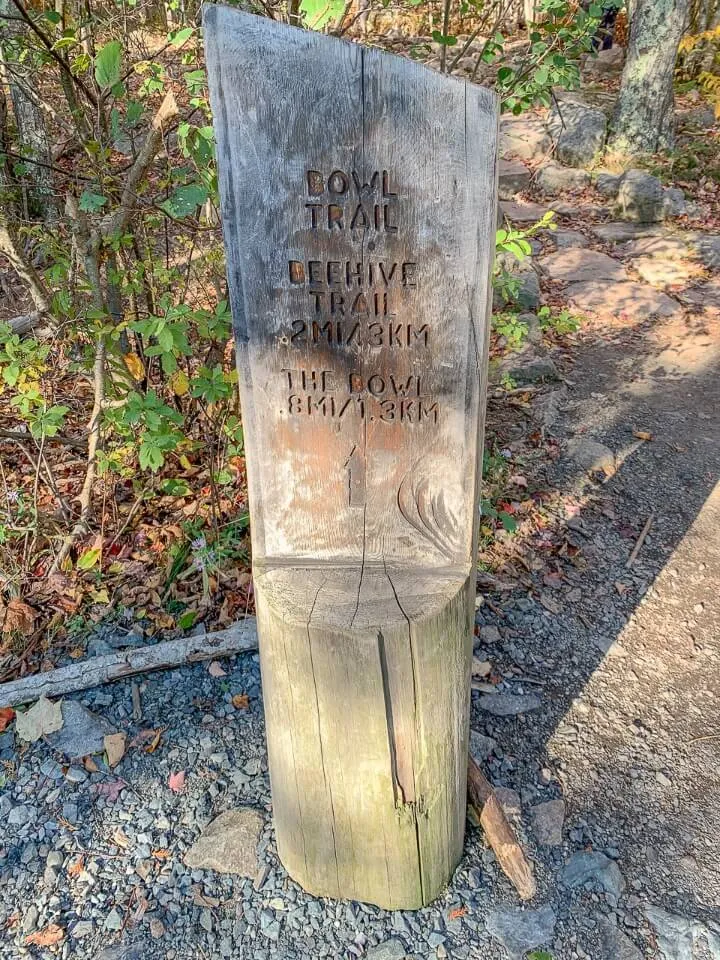 BOWL
TRAIL
BEEHIVE
TRAIL
.2MI/.3KM
THE BOWL
.8MI/1.3KM